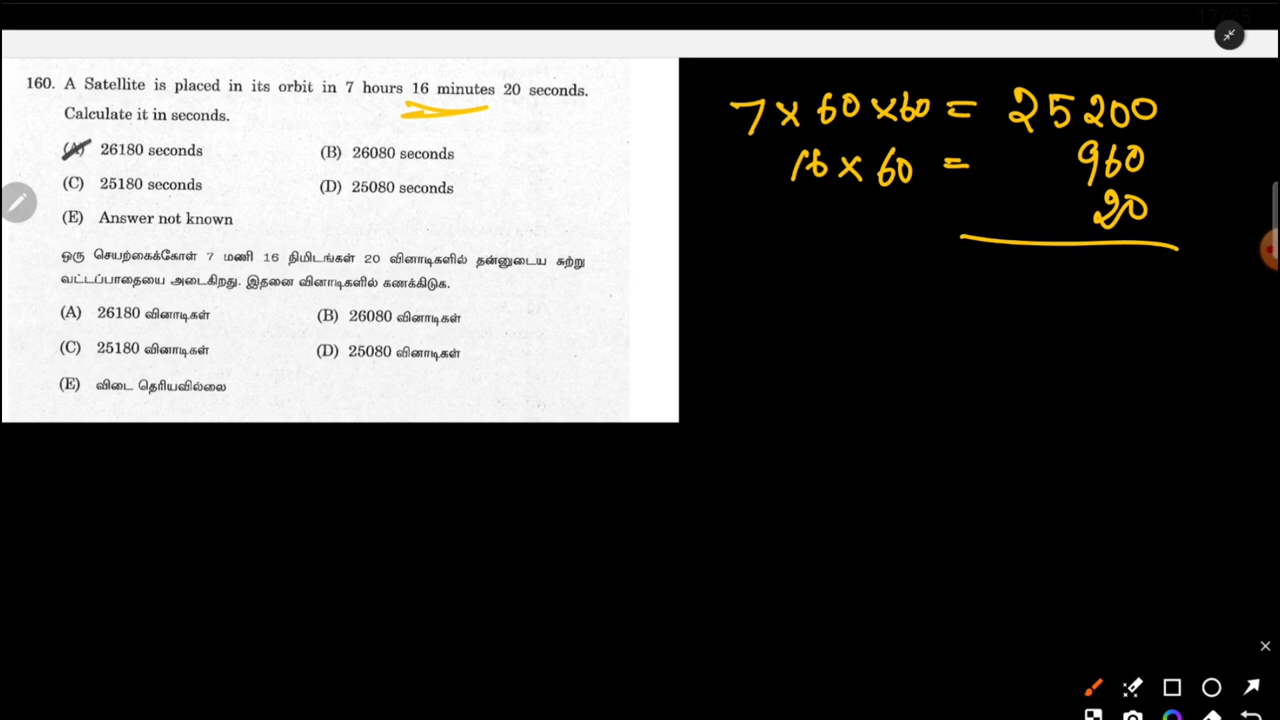 160. A Satellite is placed in its orbit in 7 hours 16 minutes 20 seconds.
Calculate it in seconds.
(A) 26180 seconds
(B) 26080 seconds
(C) 25180 seconds
(D) 25080 seconds
(E) Answer not known
ஒரு செயற்கைக்கோள் 7 மணி 16 நிமிடங்கள் 20 வினாடிகளில் தன்னுடைய சுற்று
வட்டப்பாதையை அடைகிறது. இதனை வினாடிகளில் கணக்கிடுக.
(A) 26180 வினாடிகள்
(B) 26080 வினாடிகள்
(C) 25180 வினாடிகள்
(D) 25080 வினாடிகள்
(E) விடை தெரியவில்லை
7 × 60 × 60 = 25200
16 × 60 = 960
20